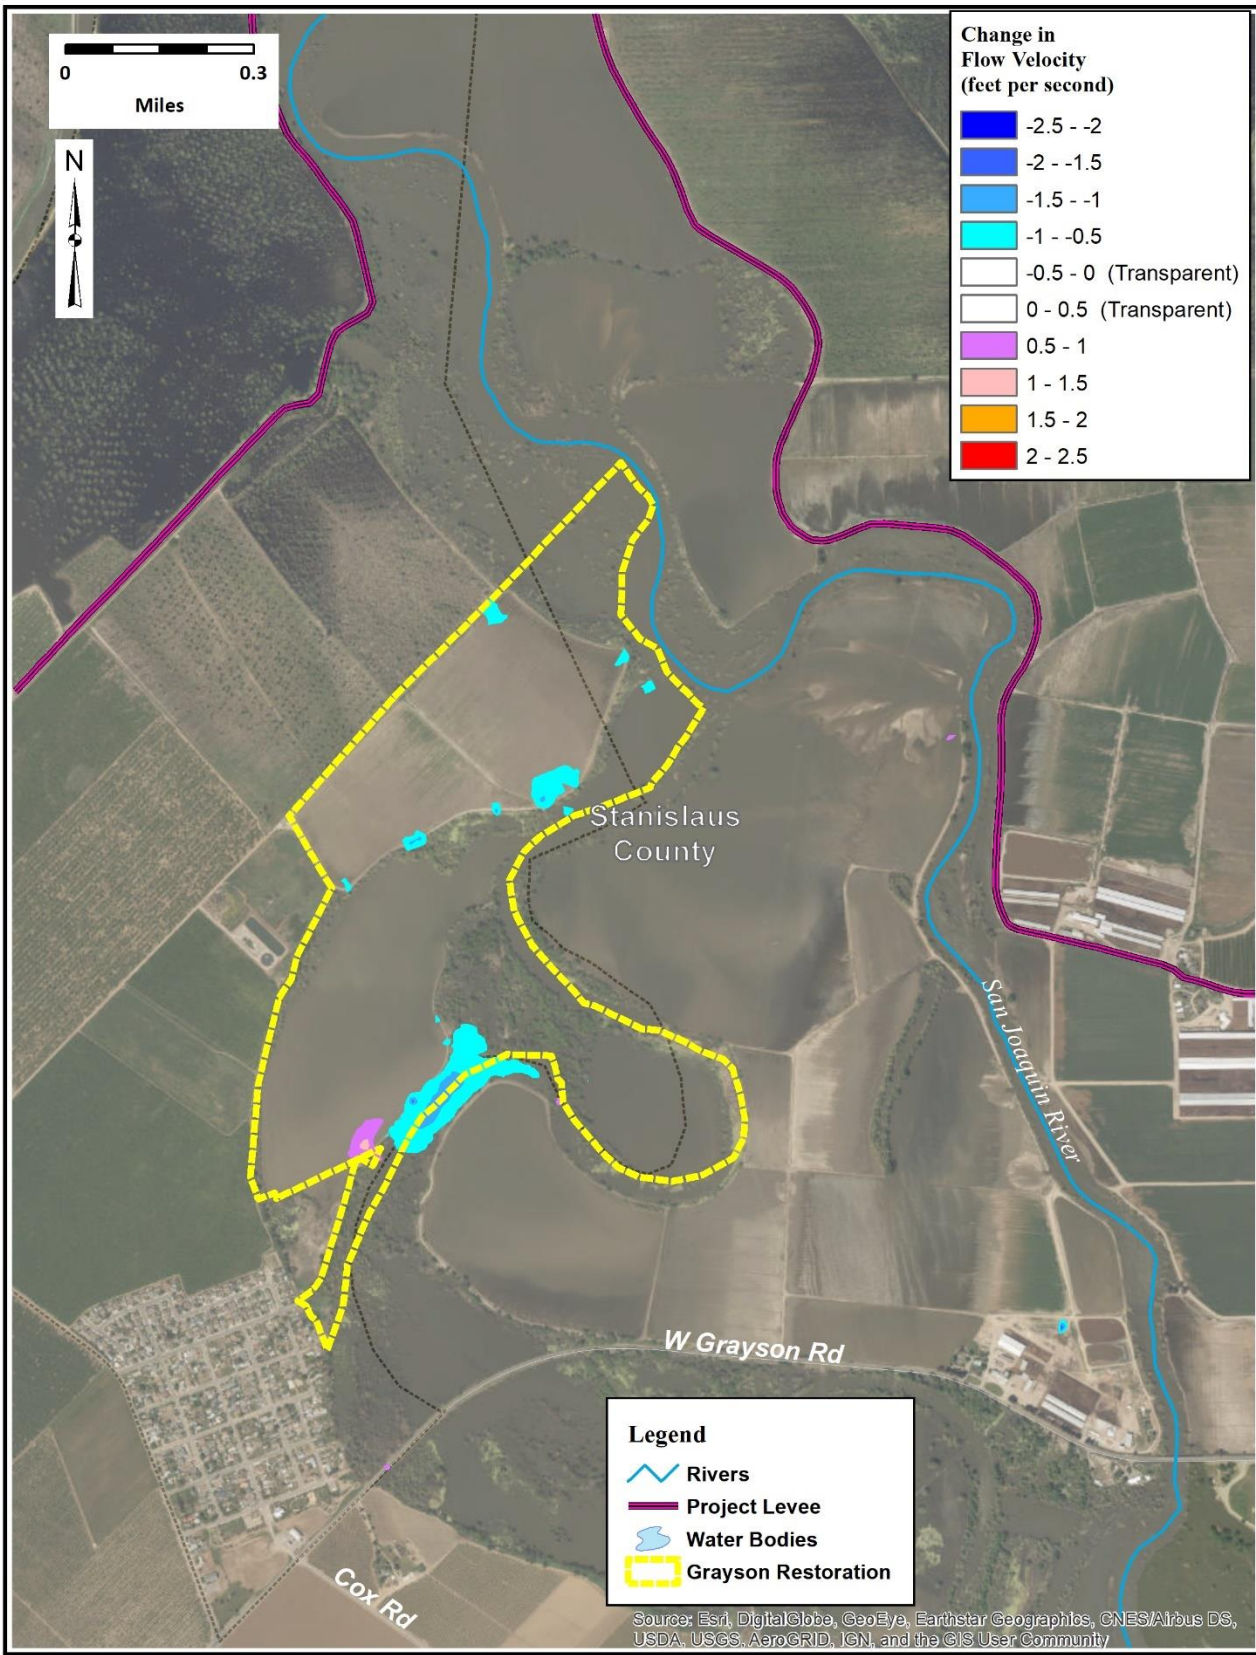 0 0.3
Miles
N
Change in
Flow Velocity
(feet per second)
-2.5 - -2
-2 - -1.5
-1.5 - -1
-1 - -0.5
-0.5 - 0 (Transparent)
0 - 0.5 (Transparent)
0.5 - 1
1 - 1.5
1.5 - 2
2 - 2.5
Stanislaus
County
San Joaquin River
W Grayson Rd
Cox Rd
Legend
Rivers
Project Levee
Water Bodies
Grayson Restoration
Source: Esri, DigitalGlobe, GeoEye, Earthstar Geographics, CNES/Airbus DS,
USDA, USGS, AeroGRID, IGN, and the GIS User Community